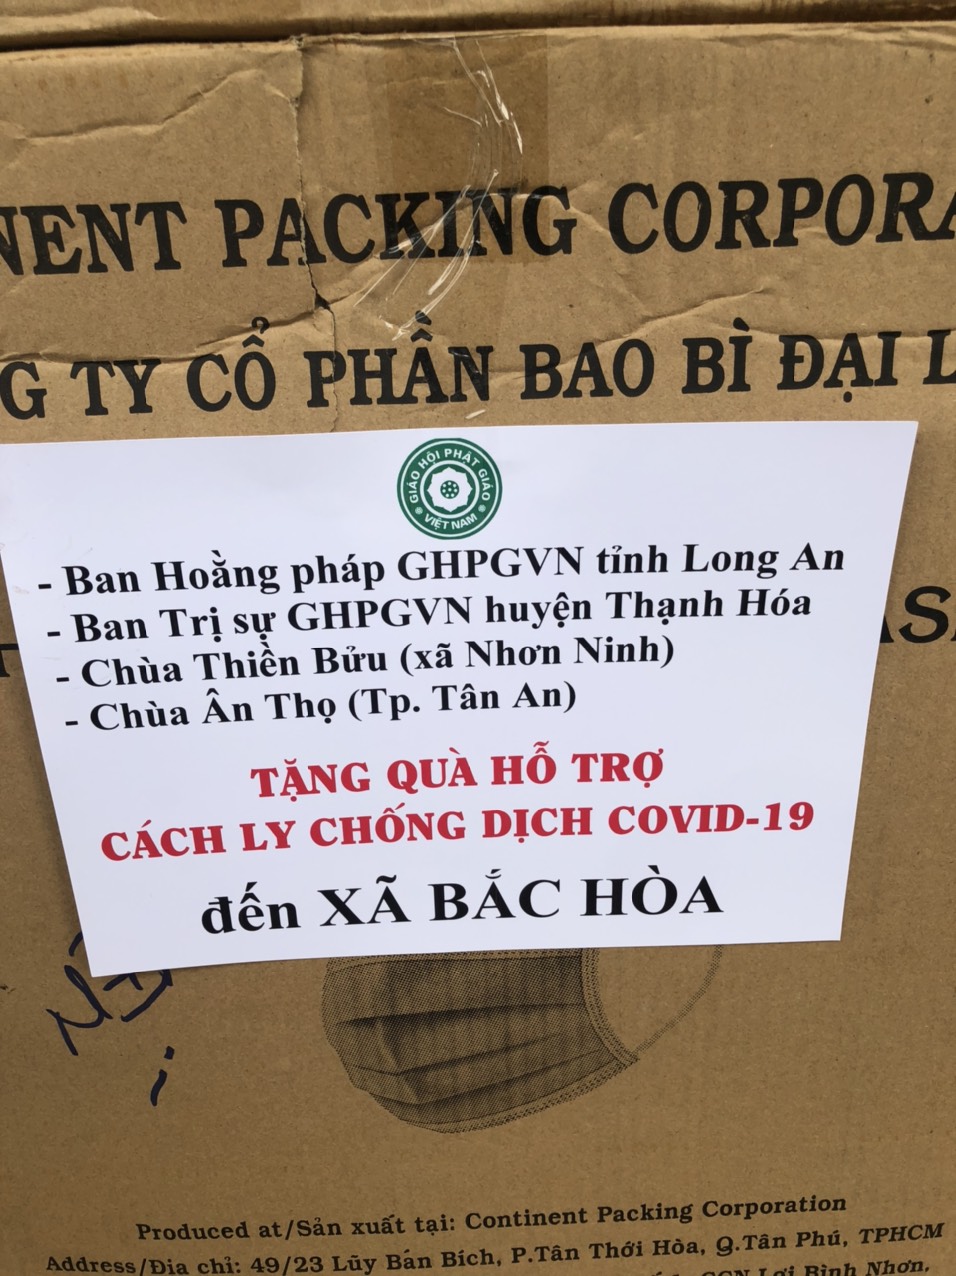 NENT PACKING CORPORA
G TY CỔ PHẦN BAO BÌ ĐẠI L
GIÁO HỘI PHẬT GIÁO
VIỆT NAM
- Ban Hoằng pháp GHPGVN tỉnh Long An
- Ban Trị sự GHPGVN huyện Thạnh Hóa
- Chùa Thiền Bửu (xã Nhơn Ninh)
- Chùa Ân Thọ (Tp. Tân An)
TẶNG QUÀ HỖ TRỢ
CÁCH LY CHỐNG DỊCH COVID-19
đến XÃ BẮC HÒA
Produced at/Sản xuất tại: Continent Packing Corporation
Address/Địa chỉ: 49/23 Lũy Bán Bích, P.Tân Thới Hòa, Q.Tân Phú, TPHCM
Lợi Bình Nhơn,